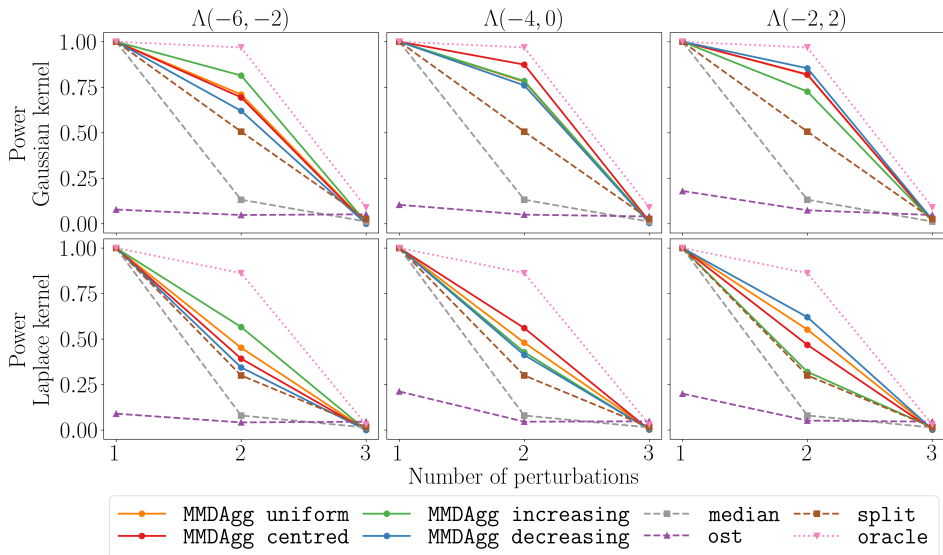 Λ(−6, −2) Λ(−4, 0) Λ(−2, 2)
Power
Gaussian kernel
1.00
0.75
0.50
0.25
0.00
Power
Laplace kernel
1.00
0.75
0.50
0.25
0.00
1 2 3 1 2 3 1 2 3
Number of perturbations
MMDAgg uniform MMDAgg increasing median split
MMDAgg centred MMDAgg decreasing ost oracle